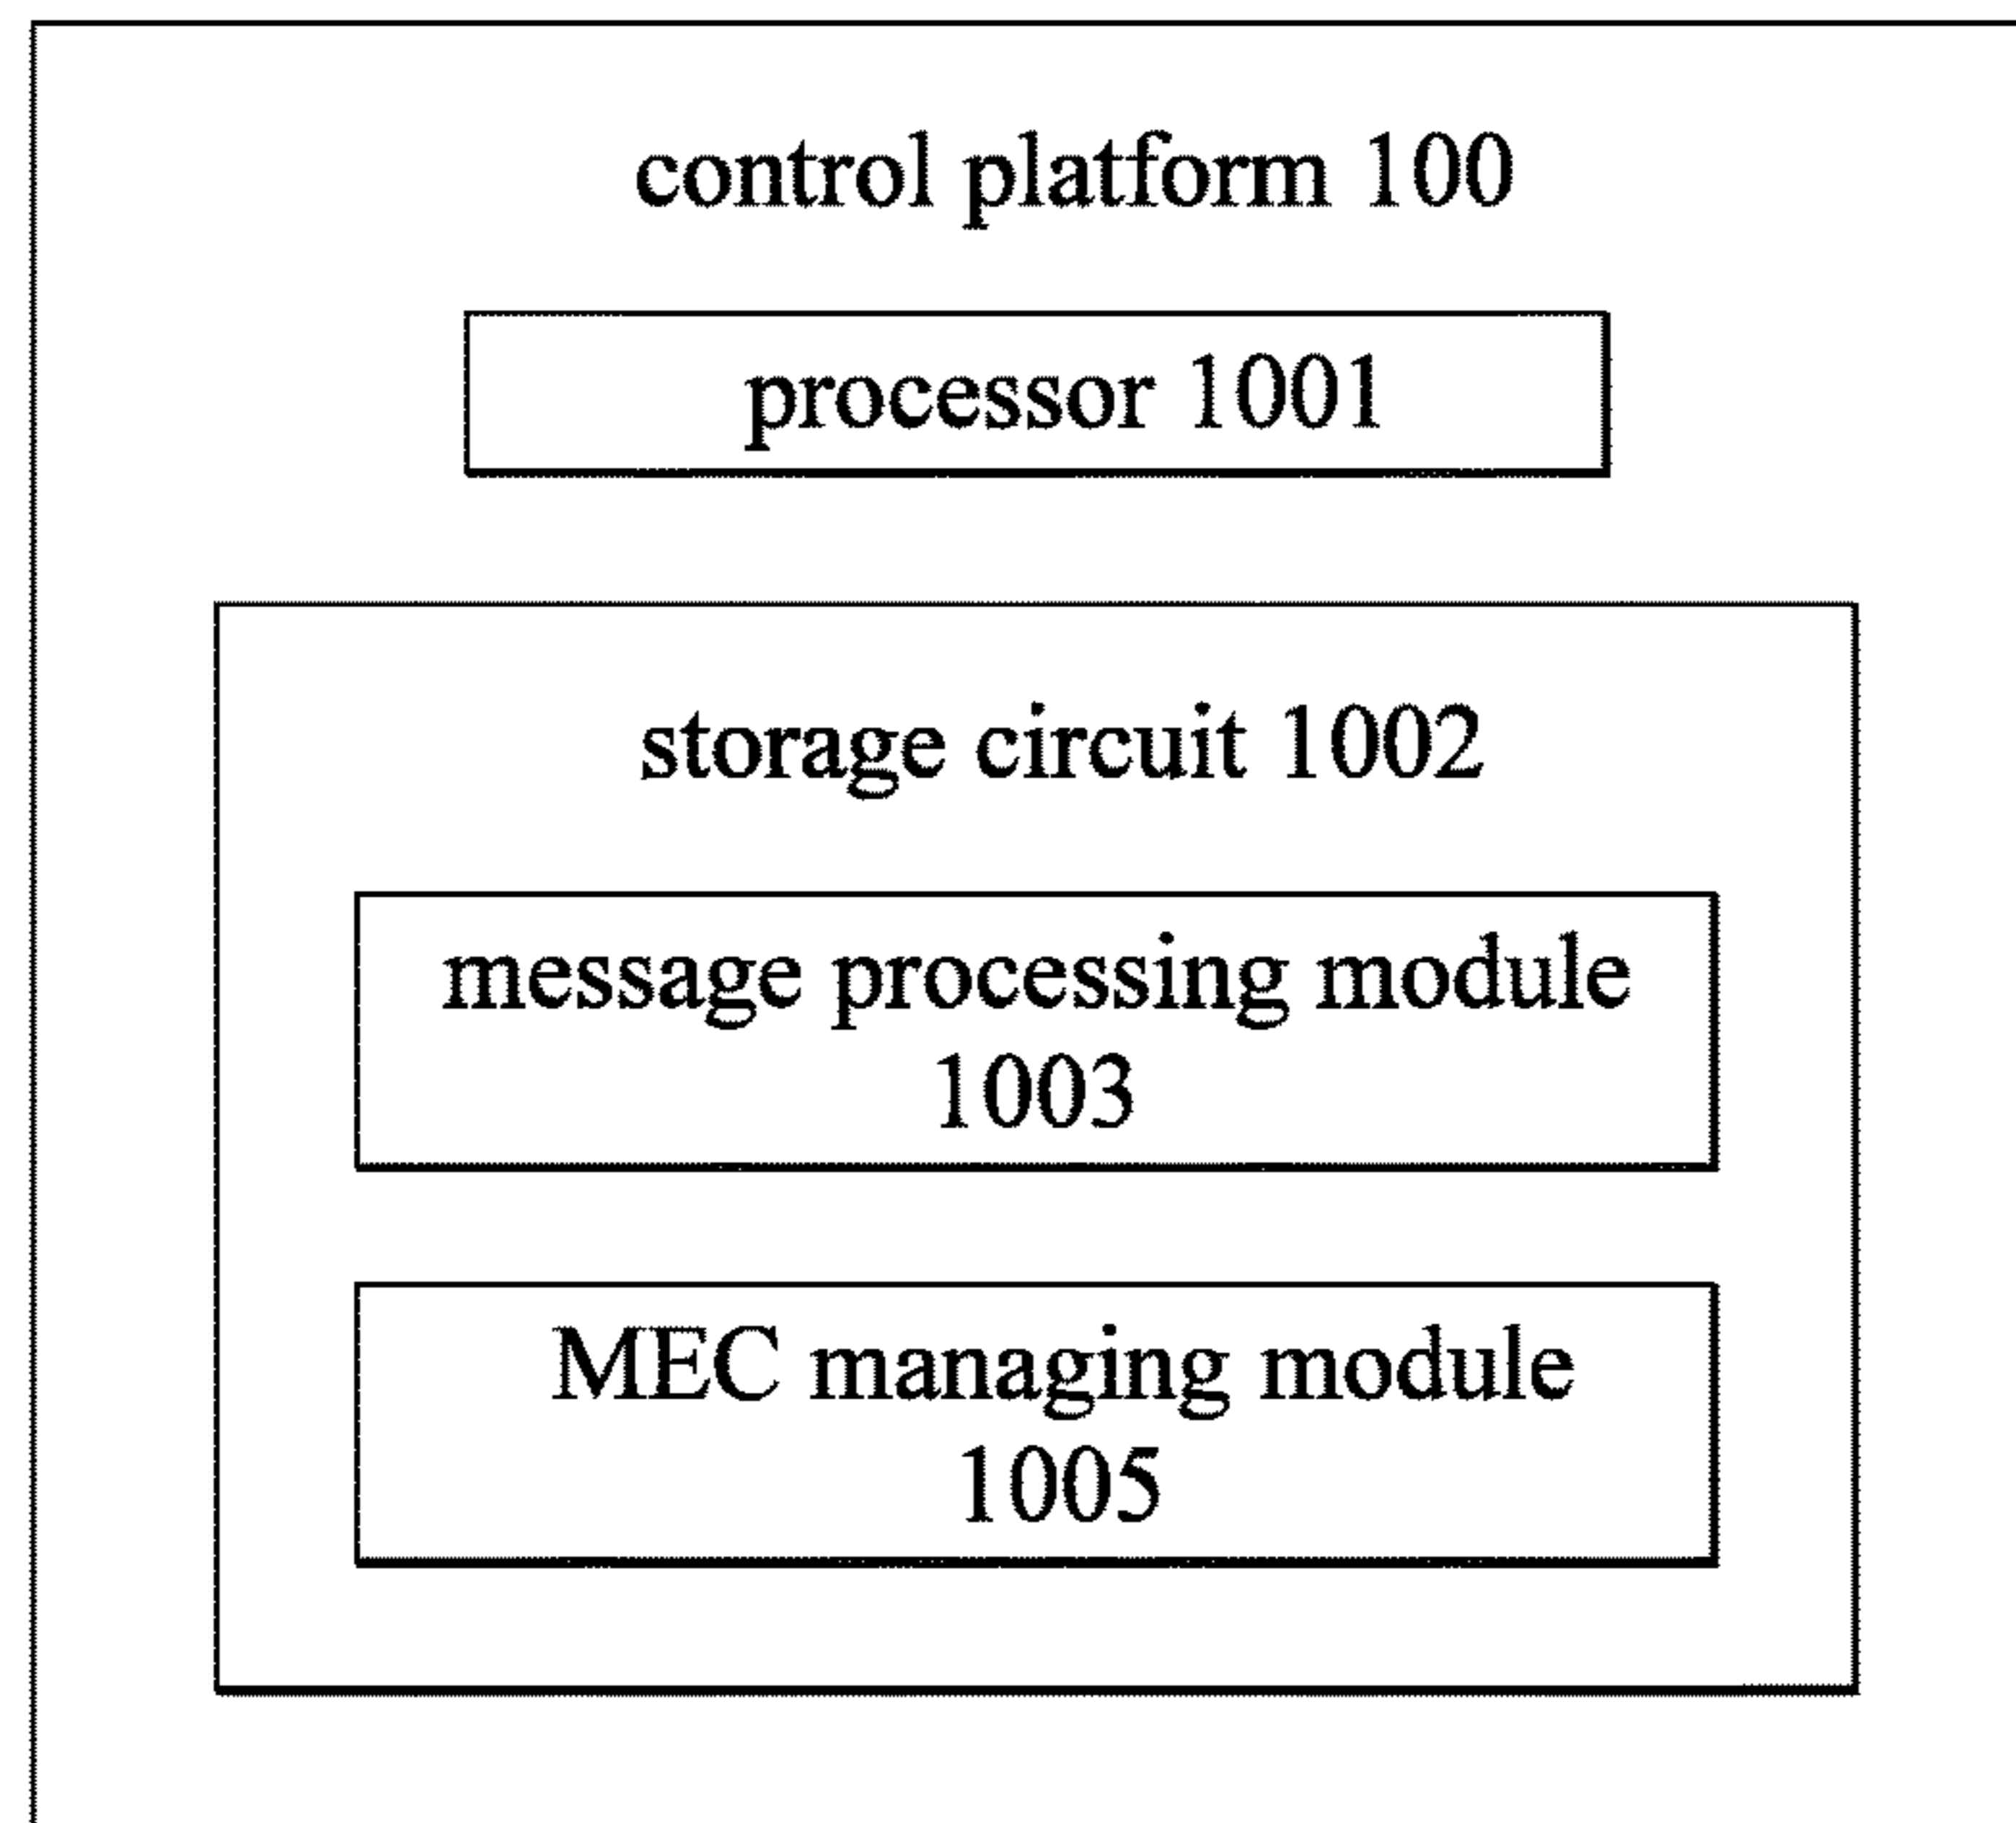 control platform 100
processor 1001
storage circuit 1002
message processing module
1003
MEC managing module
1005